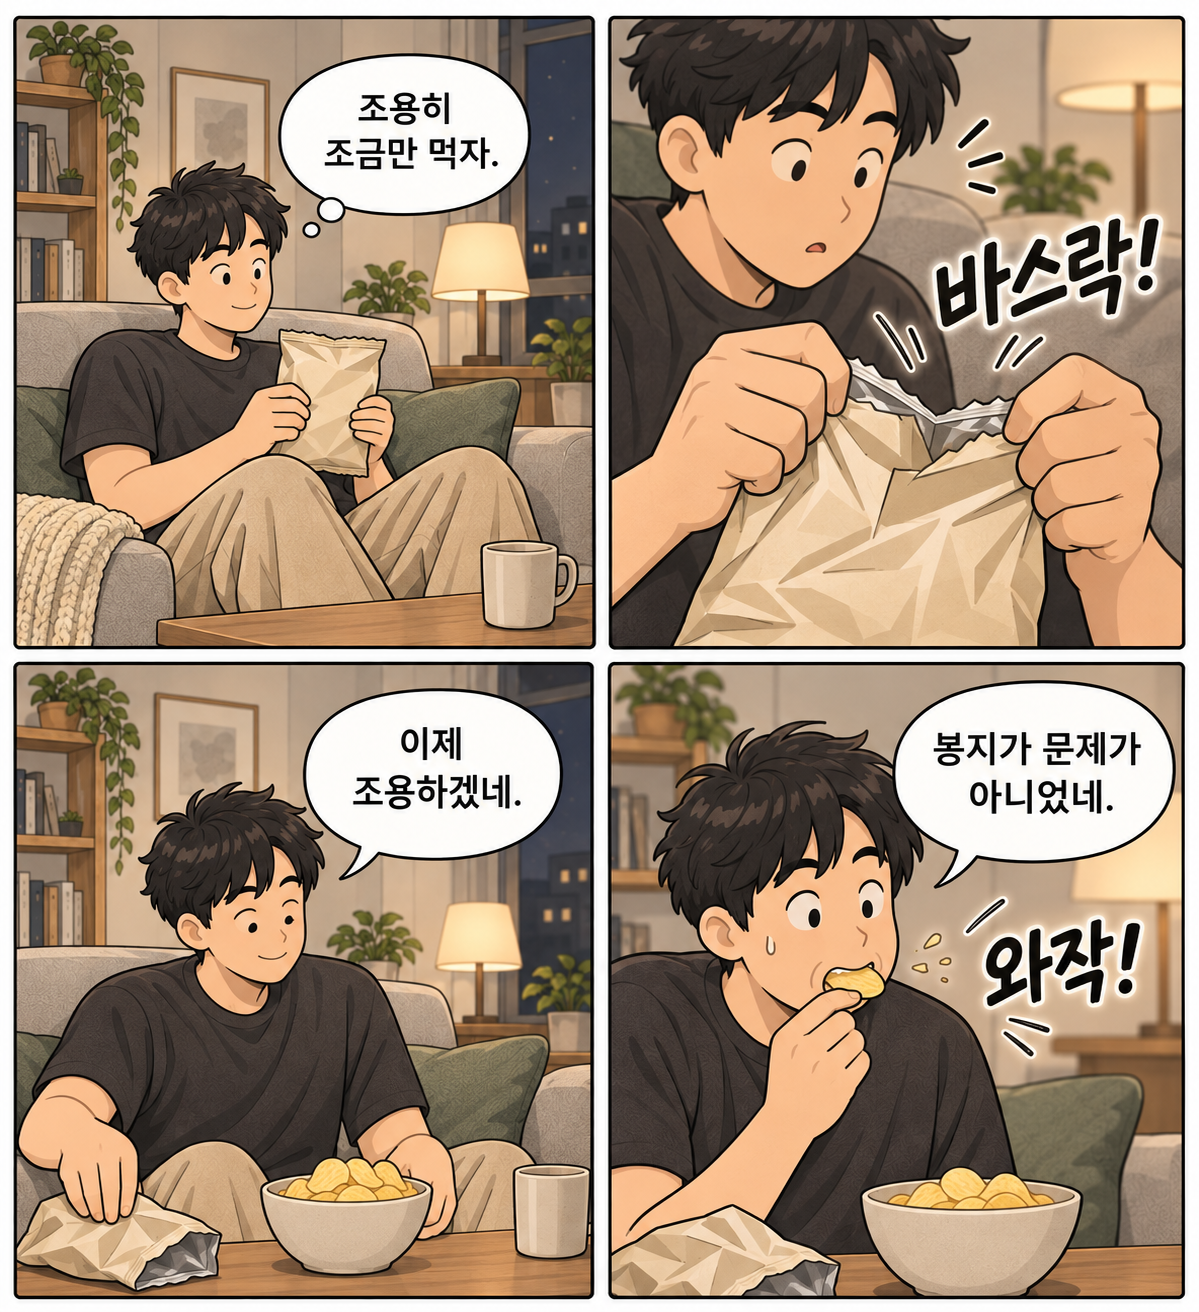 조용히
조금만 먹자.
바스락!
이제
조용하겠네.
봉지가 문제가
아니었네.
와작!